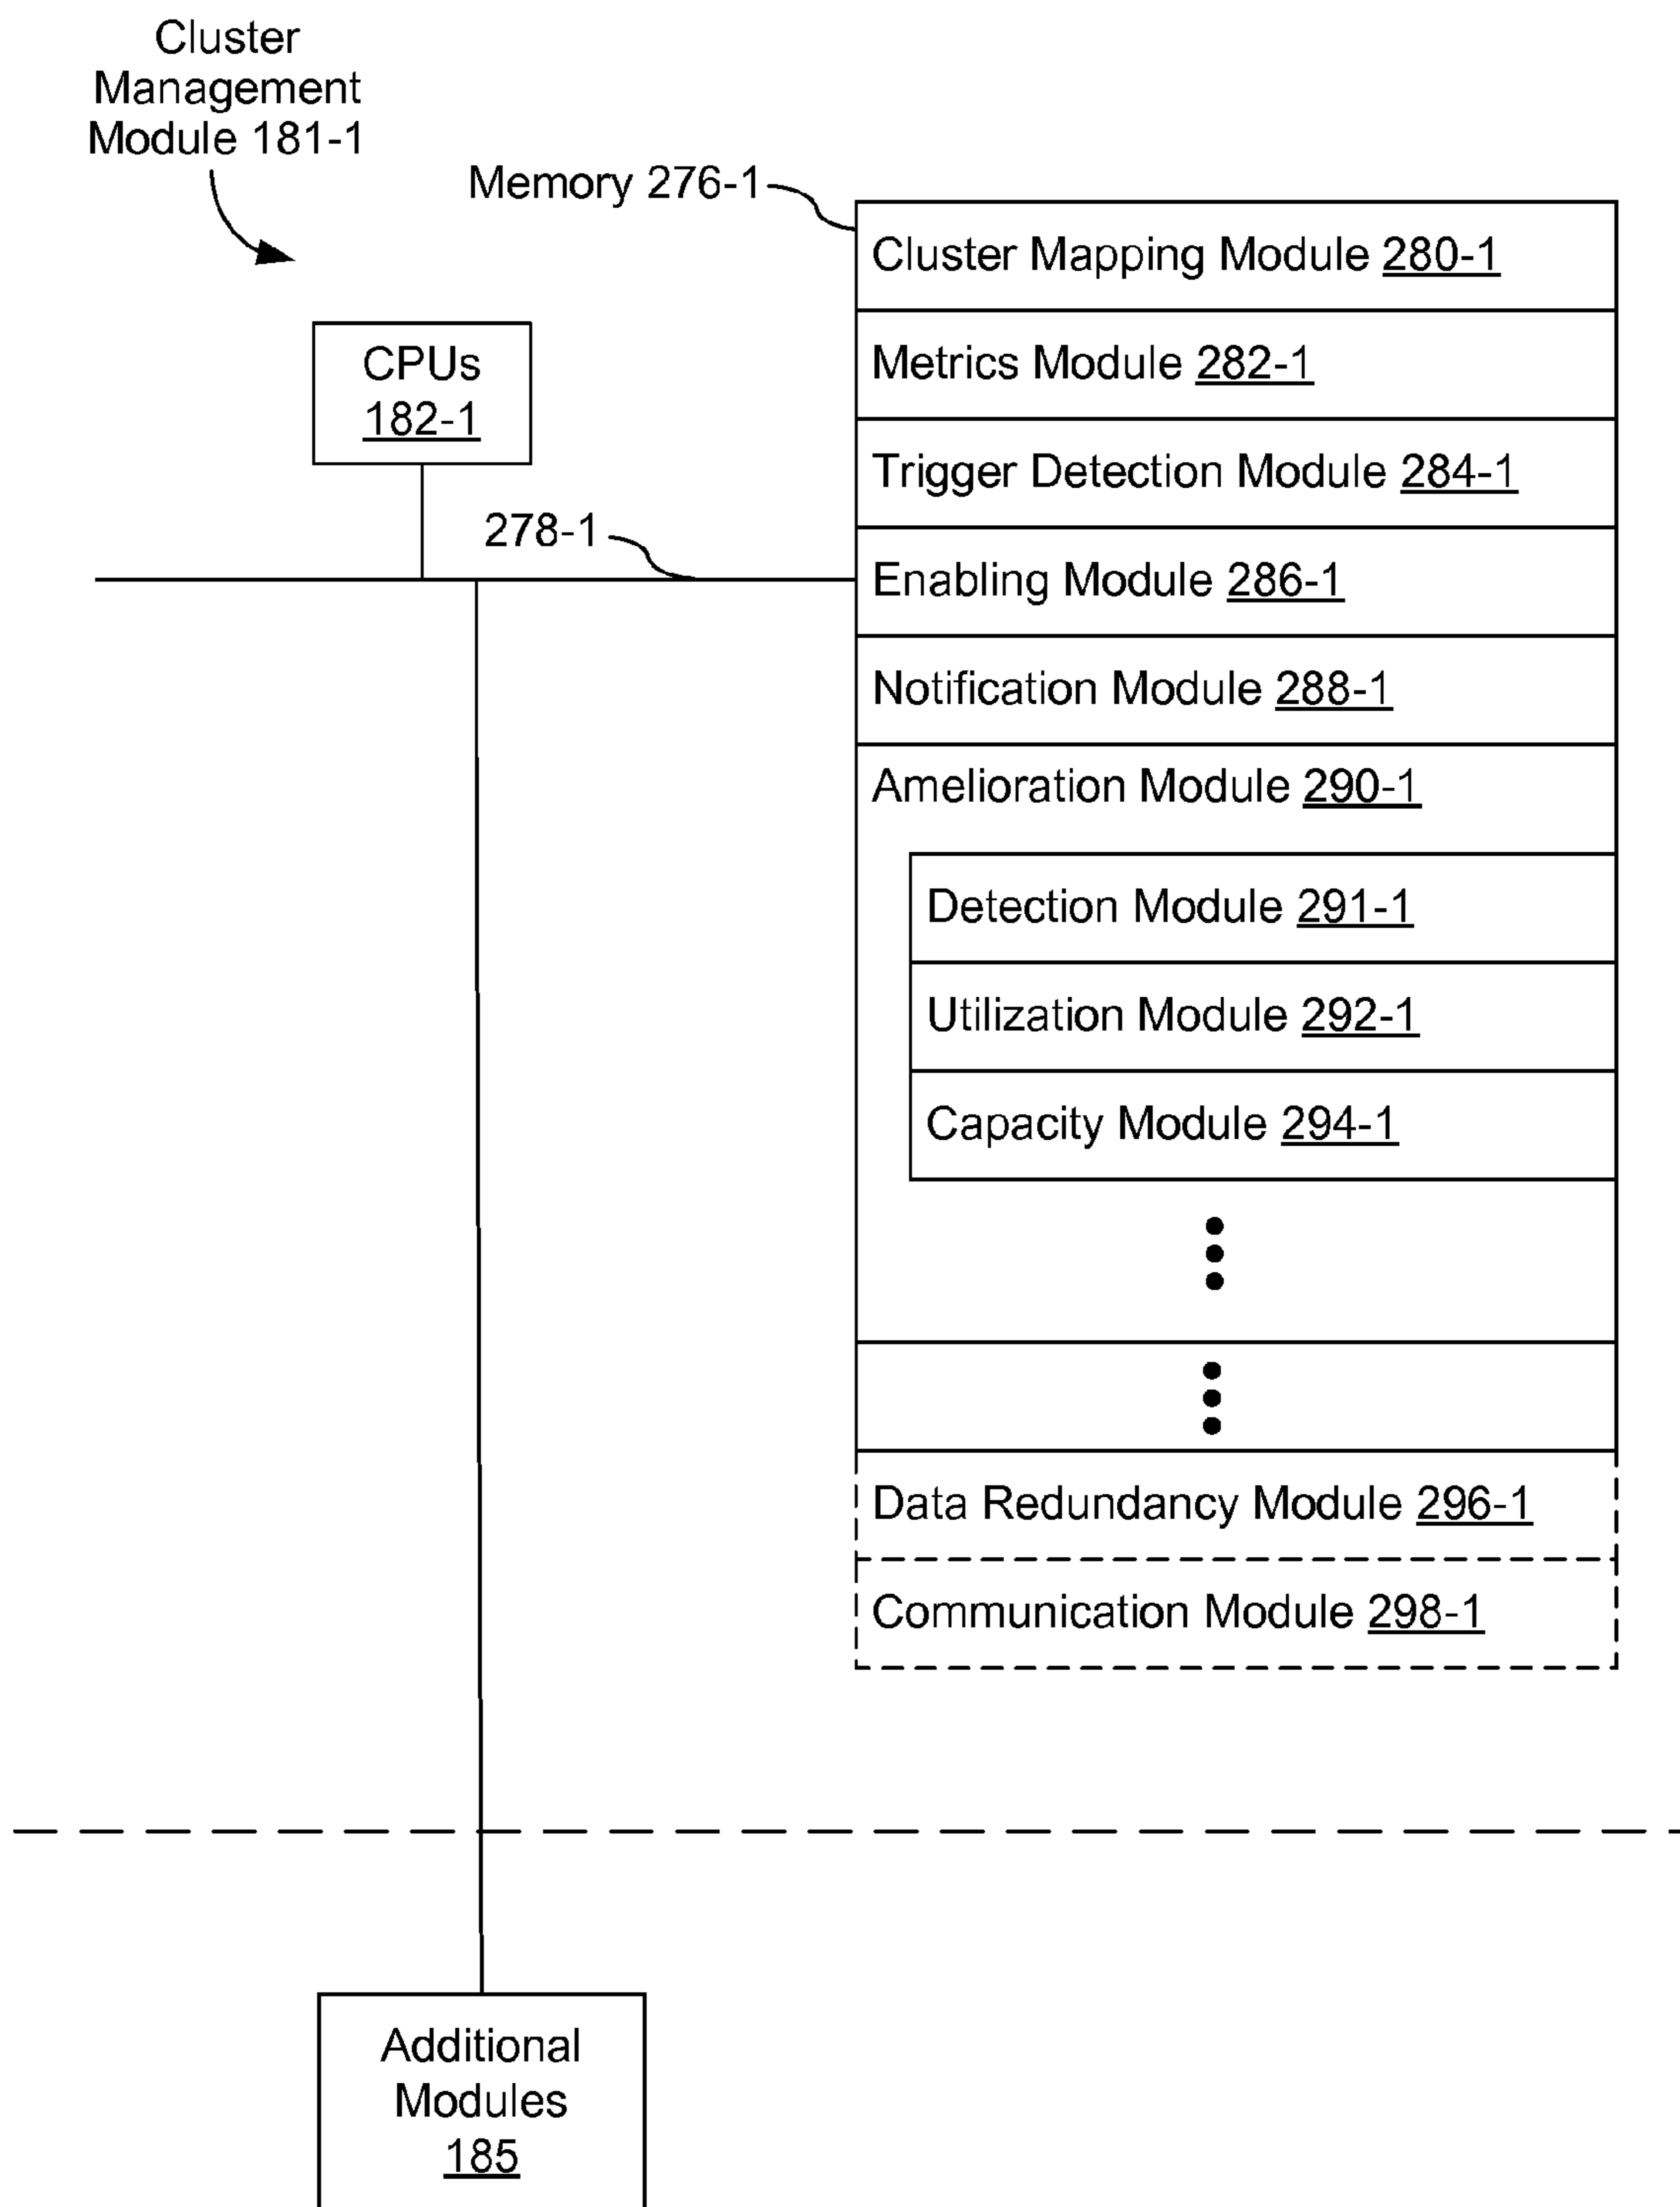 Cluster
Management
Module 181-1
Memory 276-1
Cluster Mapping Module 280-1
Metrics Module 282-1
CPUs
182-1
Trigger Detection Module 284-1
278-1
Enabling Module 286-1
Notification Module 288-1
Amelioration Module 290-1
Detection Module 291-1
Utilization Module 292-1
Capacity Module 294-1
Data Redundancy Module 296-1
Communication Module 298-1
Additional
Modules
185